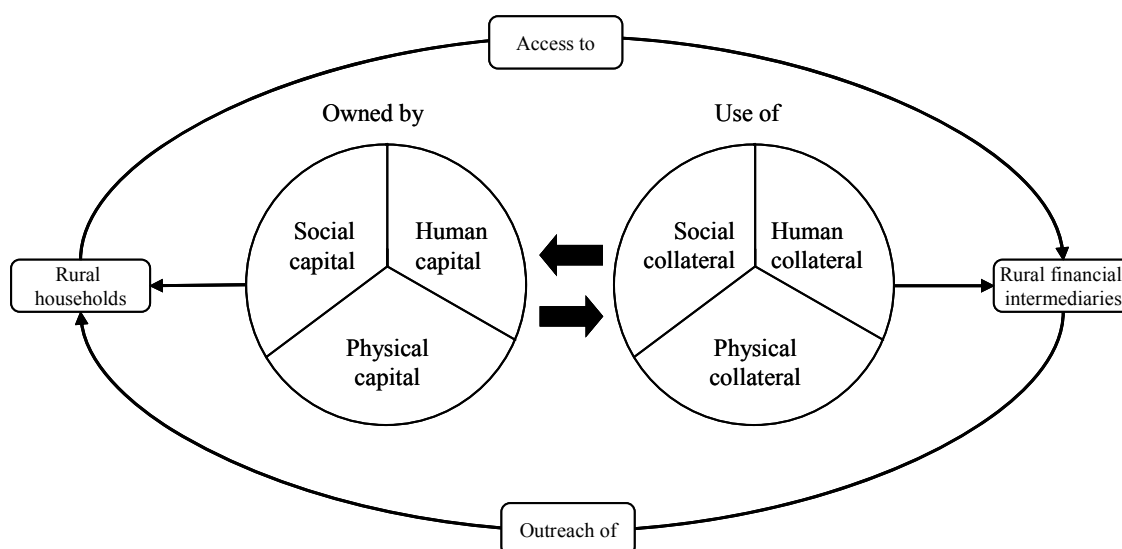 Access to
Owned by
Use of
Social
capital
Human
capital
Physical
capital
Social
collateral
Human
collateral
Physical
collateral
Rural
households
Rural financial
intermediaries
Outreach of